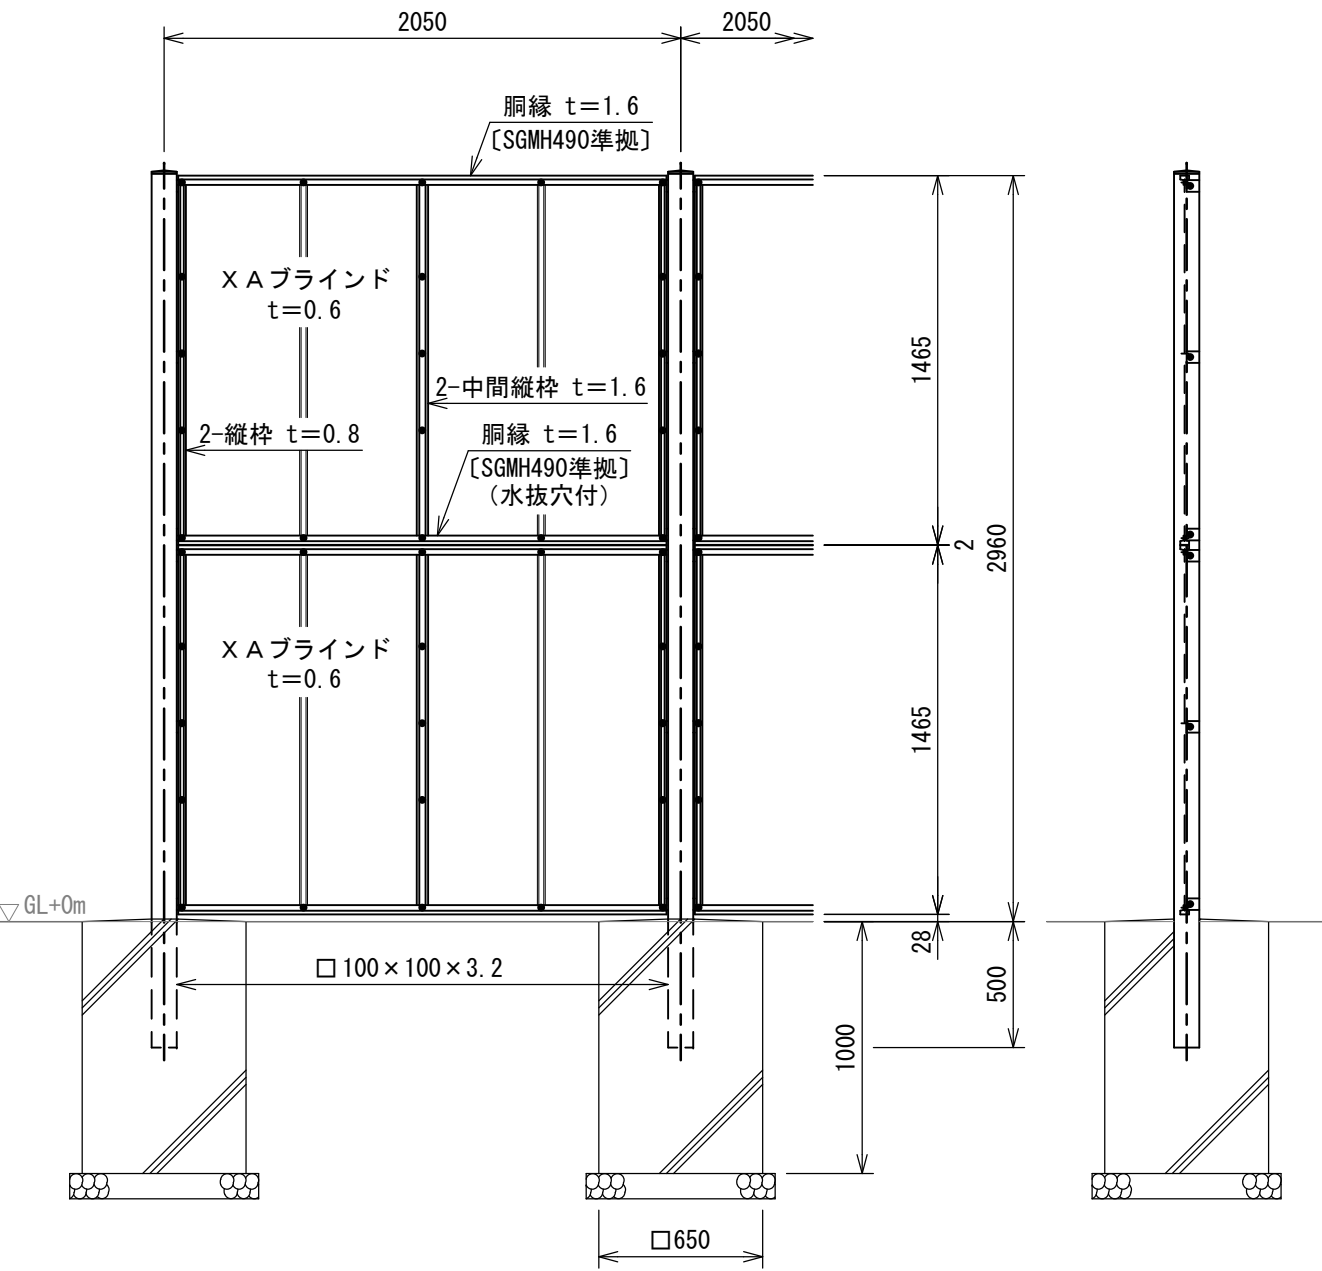 2050
2050
胴縁 t=1.6
〔SGMH490準拠〕
XAブラインド
t=0.6
1465
2-中間縦枠 t=1.6
2-縦枠 t=0.8
胴縁 t=1.6
〔SGMH490準拠〕
(水抜穴付)
2
2960
XAブラインド
t=0.6
1465
GL+0m
28
□100×100×3.2
500
1000
□650